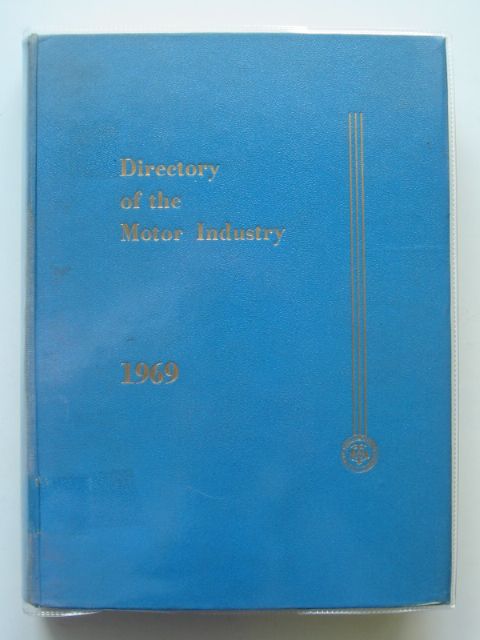 Directory
of the
Motor Industry
1969